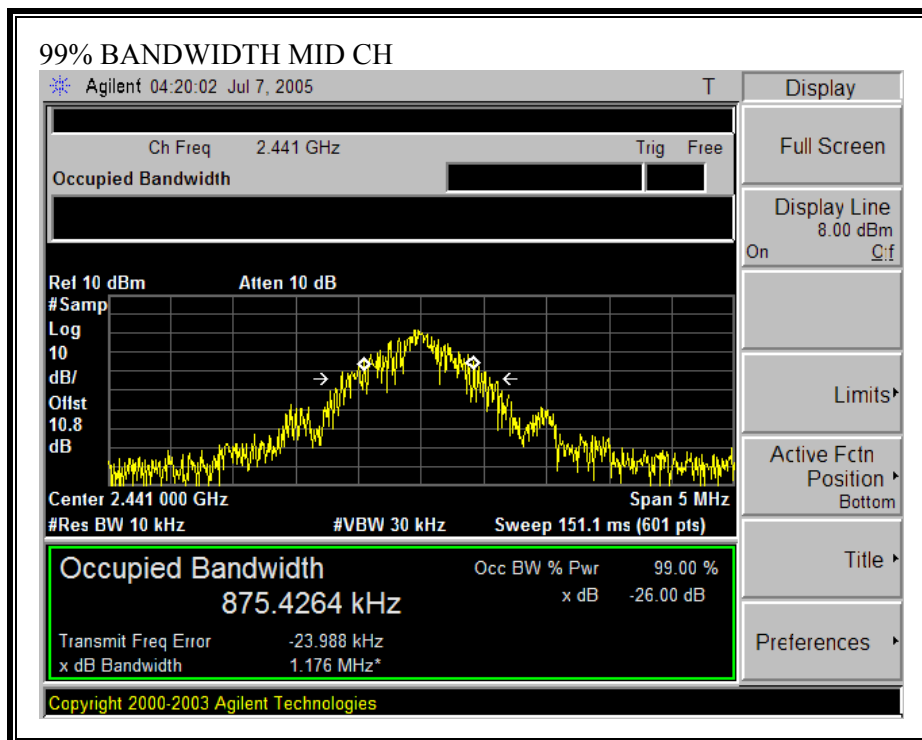 99% BANDWIDTH MID CH
Agilent 04:20:02 Jul 7, 2005 T
Ch Freq 2.441 GHz Trig Free
Occupied Bandwidth
Ref 10 dBm Atten 10 dB
#Samp
Log
10
dB/
Offst
10.8
dB
Center 2.441 000 GHz Span 5 MHz
#Res BW 10 kHz #VBW 30 kHz Sweep 151.1 ms (601 pts)
Occupied Bandwidth Occ BW % Pwr 99.00 %
875.4264 kHz x dB -26.00 dB
Transmit Freq Error -23.988 kHz
x dB Bandwidth 1.176 MHz*
Copyright 2000-2003 Agilent Technologies
Display
Full Screen
Display Line
8.00 dBm
On Off
Limits
Active Fctn
Position
Bottom
Title
Preferences